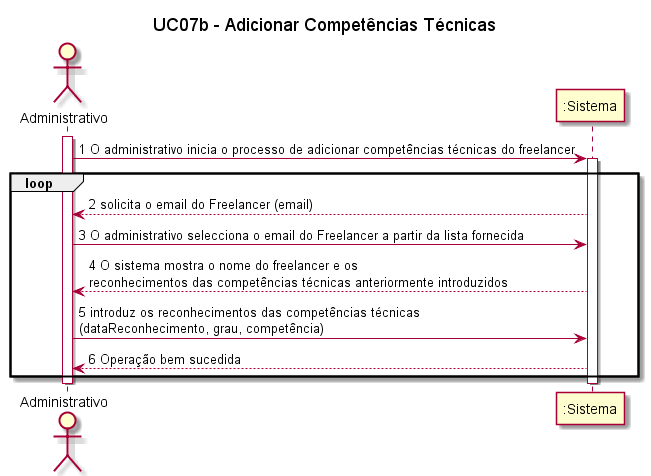 UC07b - Adicionar Competências Técnicas
Administrativo
:Sistema
1 O administrativo inicia o processo de adicionar competências técnicas do freelancer
loop
2 solicita o email do Freelancer (email)
3 O administrativo selecciona o email do Freelancer a partir da lista fornecida
4 O sistema mostra o nome do freelancer e os
reconhecimentos das competências técnicas anteriormente introduzidos
5 introduz os reconhecimentos das competências técnicas
(dataReconhecimento, grau, competência)
6 Operação bem sucedida
Administrativo
:Sistema